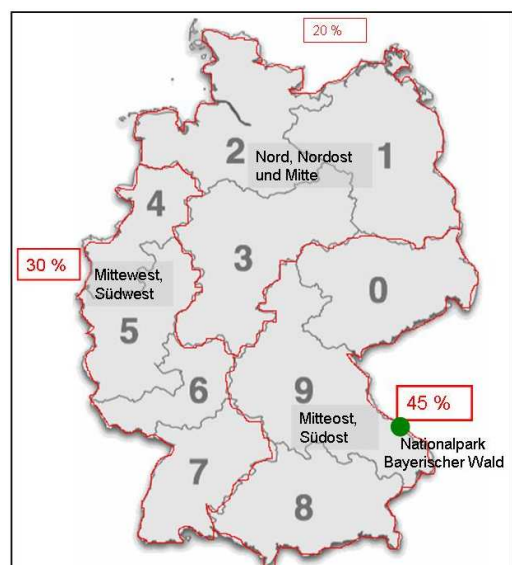 20 %
2
Nord, Nordost
und Mitte
1
4
3
30 %
Mittewest,
Südwest
0
5
6
9
45 %
Mitteost,
Südost
Nationalpark
Bayerischer Wald
7
8